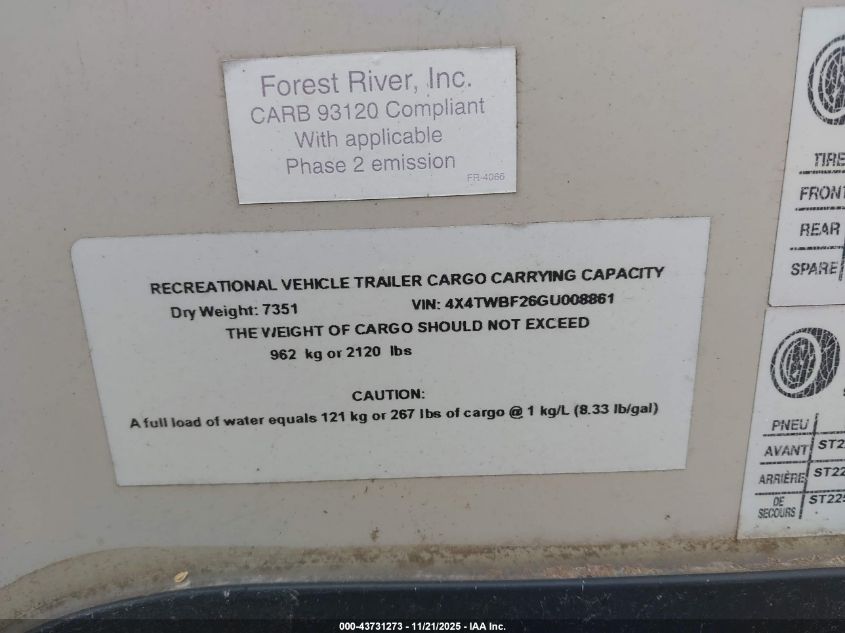 Forest River, Inc.
CARB 93120 Compliant
With applicable
Phase 2 emission
FR-4066
RECREATIONAL VEHICLE TRAILER CARGO CARRYING CAPACITY
Dry Weight: 7351 VIN: 4X4TWBF26GU008861
THE WEIGHT OF CARGO SHOULD NOT EXCEED
962 kg or 2120 lbs
CAUTION:
A full load of water equals 121 kg or 267 lbs of cargo @ 1 kg/L (8.33 lb/gal)
TIRE
FRONT
REAR
SPARE
PNEU
AVANT ST22
ARRIÈRE ST22
DE
SECOURS ST225
000-43731273 - 11/21/2025 - IAA Inc.